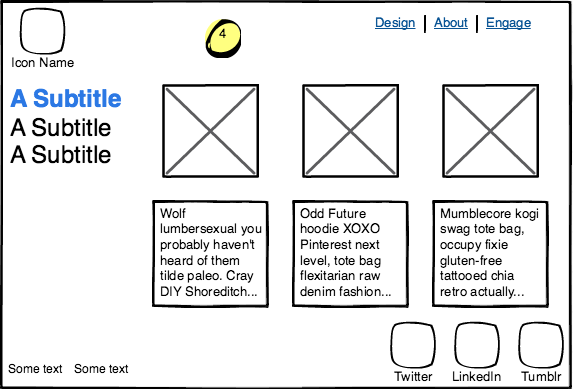 4
Design | About | Engage
Icon Name
A Subtitle
A Subtitle
A Subtitle
Wolf
lumbersexual you
probably haven't
heard of them
tilde paleo. Cray
DIY Shoreditch...
Odd Future
hoodie XOXO
Pinterest next
level, tote bag
flexitarian raw
denim fashion...
Mumblecore kogi
swag tote bag,
occupy fixie
gluten-free
tattooed chia
retro actually...
Some text Some text
Twitter LinkedIn Tumblr